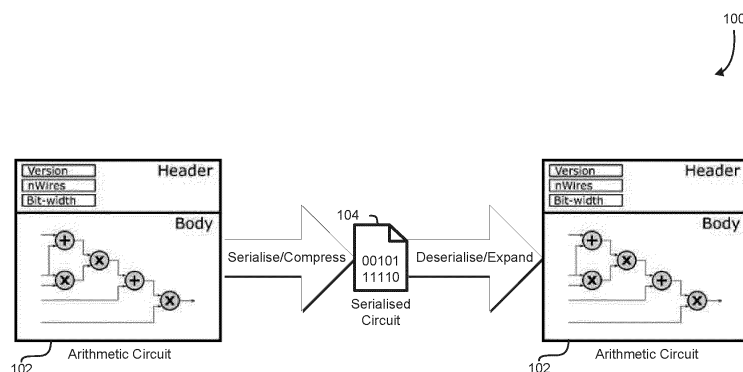 100
Version
nWires
Bit-width
Header
Body
+
x
x
+
x
102
Arithmetic Circuit
Serialise/Compress
104
00101
11110
Serialised
Circuit
Deserialise/Expand
Version
nWires
Bit-width
Header
Body
+
x
x
+
x
102
Arithmetic Circuit